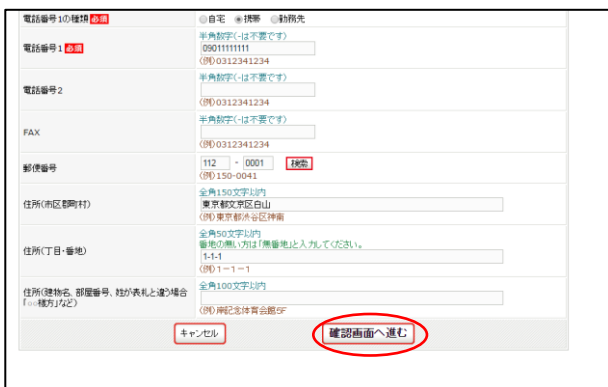 電話番号1の種類 必須 自宅 携帯 勤務先
半角数字(-は不要です)
電話番号1 必須 09011111111
(例)0312341234
半角数字(-は不要です)
電話番号2
(例)0312341234
半角数字(-は不要です)
FAX
(例)0312341234
郵便番号 112 - 0001 検索
(例)150-0041
全角150文字以内
住所(市区郡町村) 東京都文京区白山
(例)東京都渋谷区神南
全角50文字以内
番地の無い方は「無番地」と入力してください。
住所(丁目・番地) 1-1-1
(例)1-1-1
全角100文字以内
住所(建物名、部屋番号、姓が表札と違う場合
「○○様方」など)
(例)岸記念体育会館5F
キャンセル 確認画面へ進む